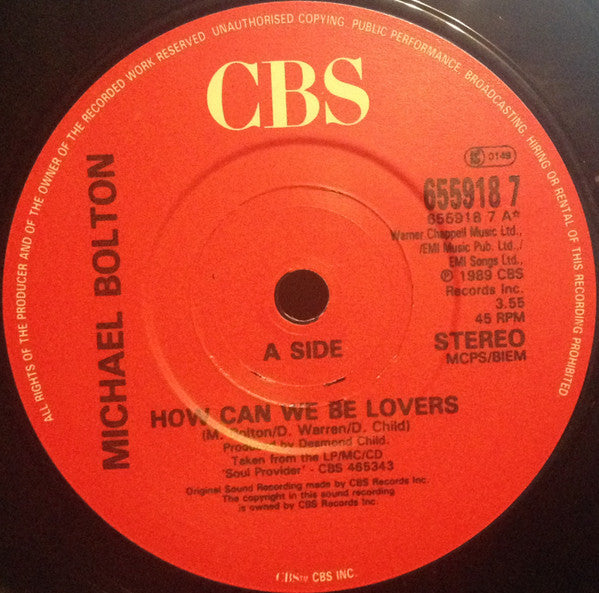 ALL RIGHTS OF THE PRODUCER AND OF THE OWNER OF THE RECORDED WORK RESERVED. UNAUTHORISED COPYING, PUBLIC PERFORMANCE, BROADCASTING, HIRING OR RENTAL OF THIS RECORDING PROHIBITED
CBS
MICHAEL BOLTON
0149
655918 7
655918 7 A*
Warner Chappell Music Ltd.,
/EMI Music Pub. Ltd./
EMI Songs Ltd.,
℗ 1989 CBS
Records Inc.
3.55
45 RPM
STEREO
MCPS/BIEM
A SIDE
HOW CAN WE BE LOVERS
(M. Bolton/D. Warren/D. Child)
Produced by Desmond Child.
Taken from the LP/MC/CD
'Soul Provider' - CBS 465343
Original Sound Recording made by CBS Records Inc.
The copyright in this sound recording
is owned by CBS Records Inc.
CBS™ CBS INC.